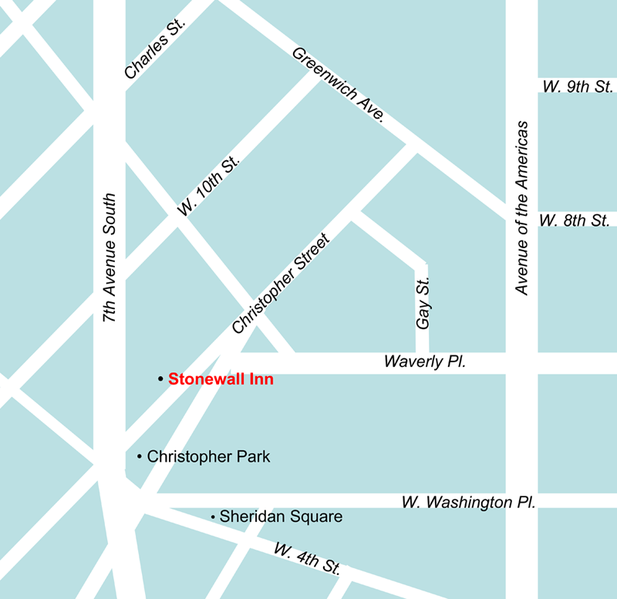 Charles St.
Greenwich Ave.
W. 9th St.
W. 10th St.
Avenue of the Americas
W. 8th St.
7th Avenue South
Christopher Street
Gay St.
Waverly Pl.
Stonewall Inn
Christopher Park
W. Washington Pl.
Sheridan Square
W. 4th St.